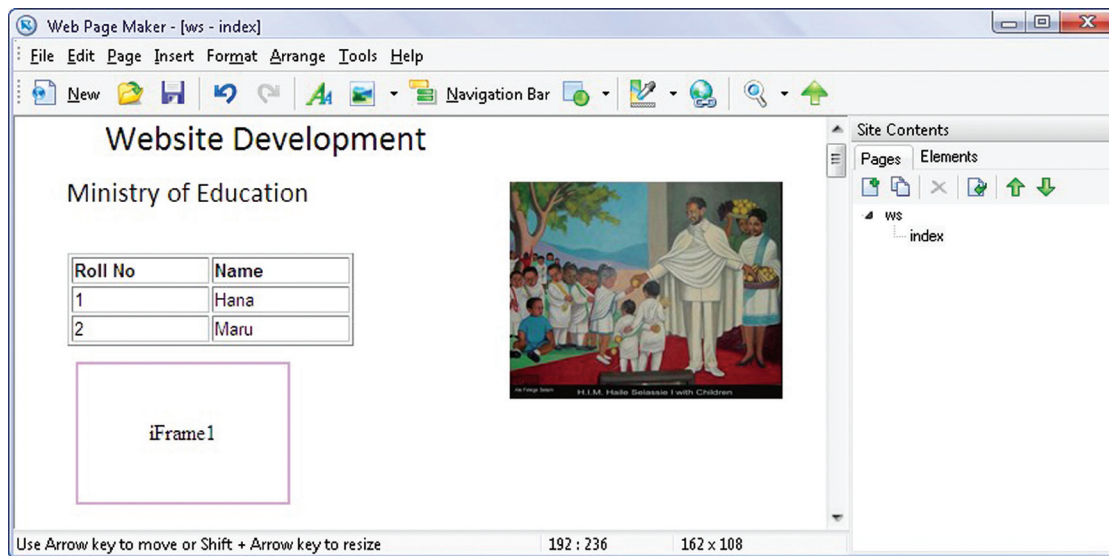 Web Page Maker - [ws - index]
File Edit Page Insert Format Arrange Tools Help
New Navigation Bar
Website Development
Ministry of Education
Roll No Name
1 Hana
2 Maru
iFrame1
H.I.M. Haile Selassie I with Children
Site Contents
Pages Elements
ws
index
Use Arrow key to move or Shift + Arrow key to resize 192 : 236 162 x 108